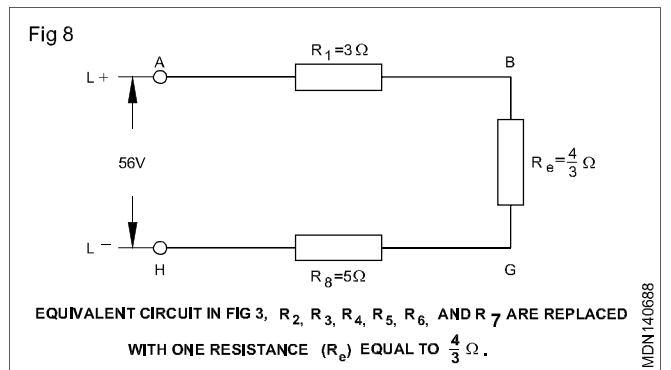 Fig 8
R1=3Ω
A
B
L+
56V
Re=4/3 Ω
L−
H
R8=5Ω
G
EQUIVALENT CIRCUIT IN FIG 3, R2, R3, R4, R5, R6, AND R7 ARE REPLACED
WITH ONE RESISTANCE (Re) EQUAL TO 4/3 Ω.
MDN140688